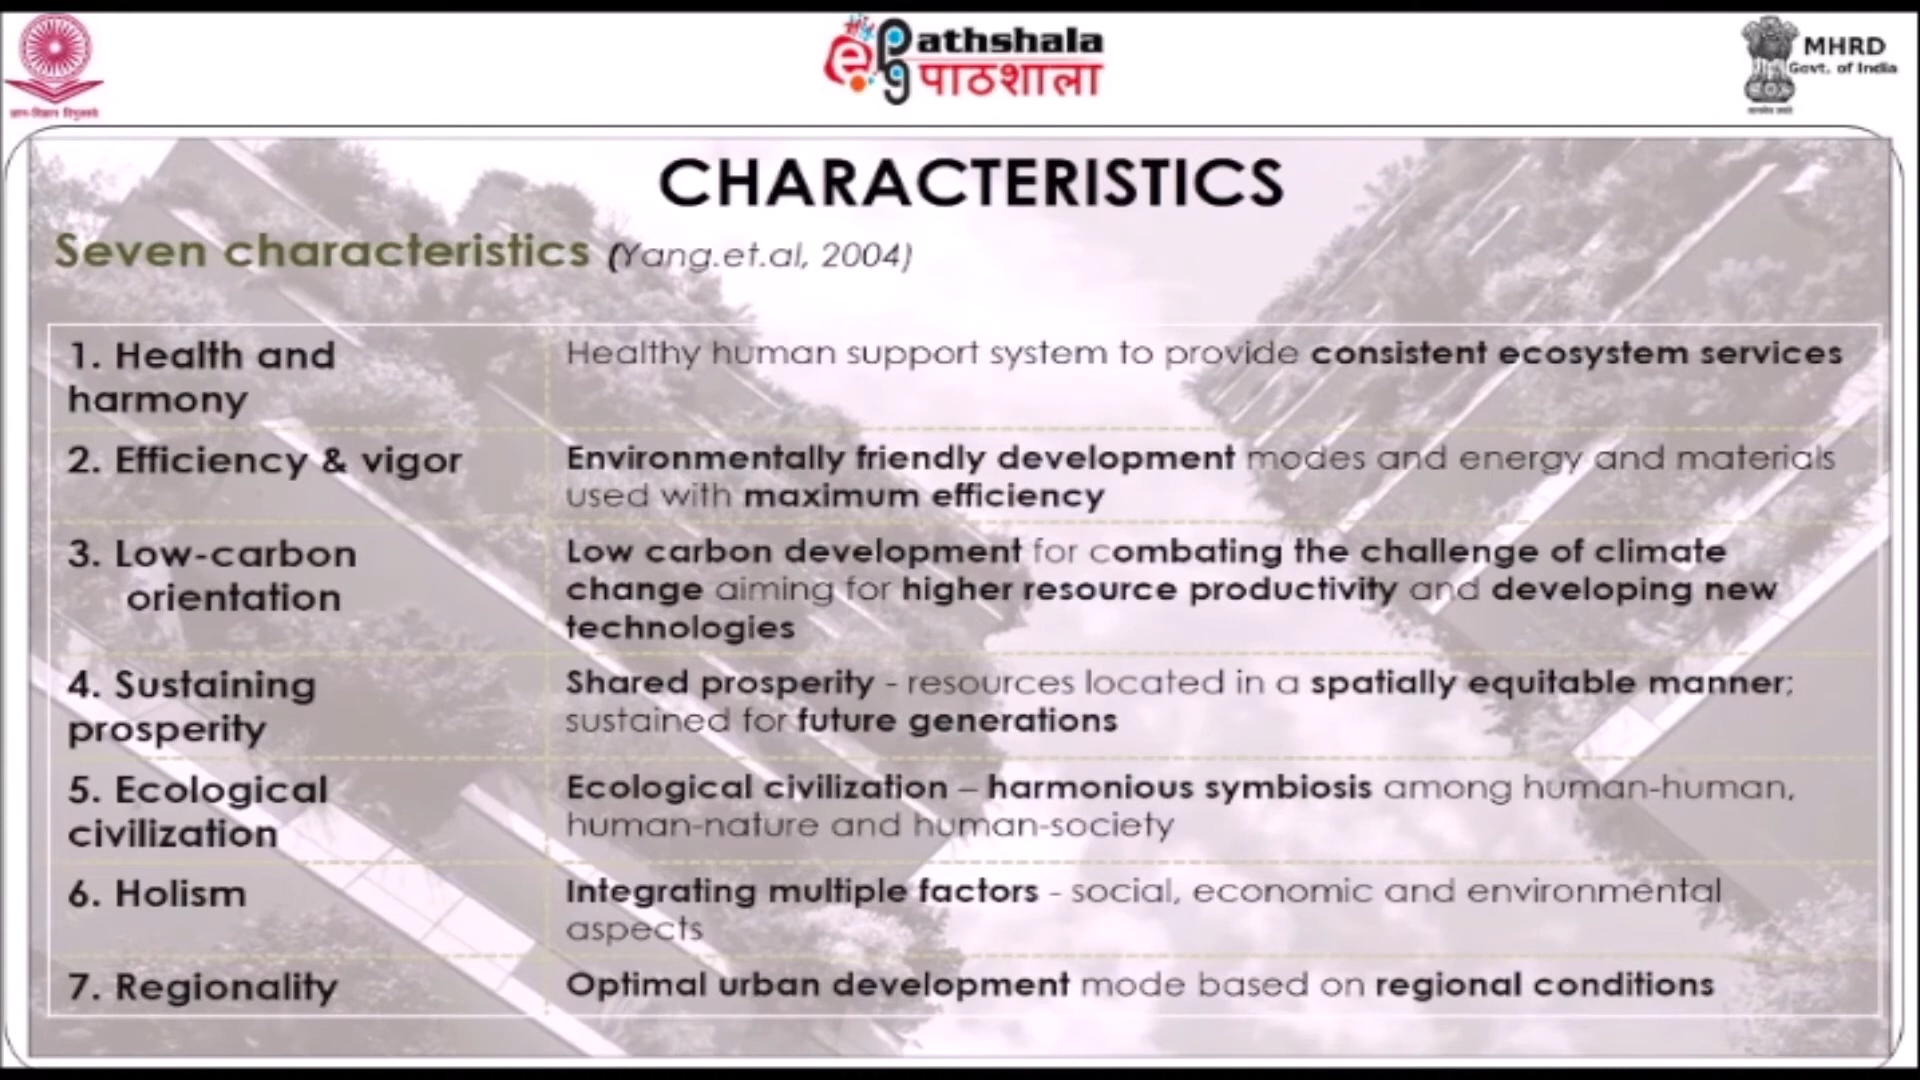 athshala
पाठशाला
MHRD
Govt. of India
CHARACTERISTICS
Seven characteristics (Yang.et.al, 2004)
1. Health and
harmony
Healthy human support system to provide consistent ecosystem services
2. Efficiency & vigor
Environmentally friendly development modes and energy and materials
used with maximum efficiency
3. Low-carbon
orientation
Low carbon development for combating the challenge of climate
change aiming for higher resource productivity and developing new
technologies
4. Sustaining
prosperity
Shared prosperity - resources located in a spatially equitable manner;
sustained for future generations
5. Ecological
civilization
Ecological civilization – harmonious symbiosis among human-human,
human-nature and human-society
6. Holism
Integrating multiple factors - social, economic and environmental
aspects
7. Regionality
Optimal urban development mode based on regional conditions